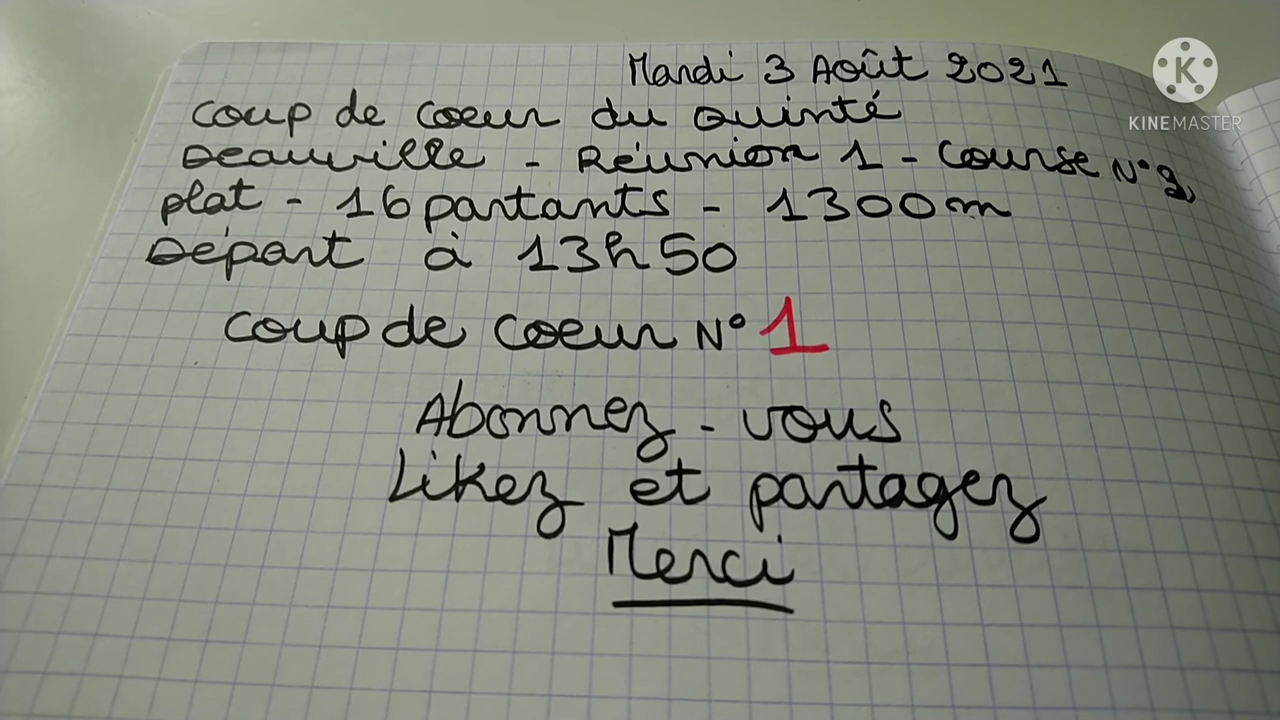 Mardi 3 Août 2021
coup de coeur du Quinté
Deauville - Réunion 1 - Course N° 2
plat - 16 partants - 1300m
Départ à 13h50
coup de coeur N° 1
Abonnez-vous
Likez et partagez
Merci
KINEMASTER